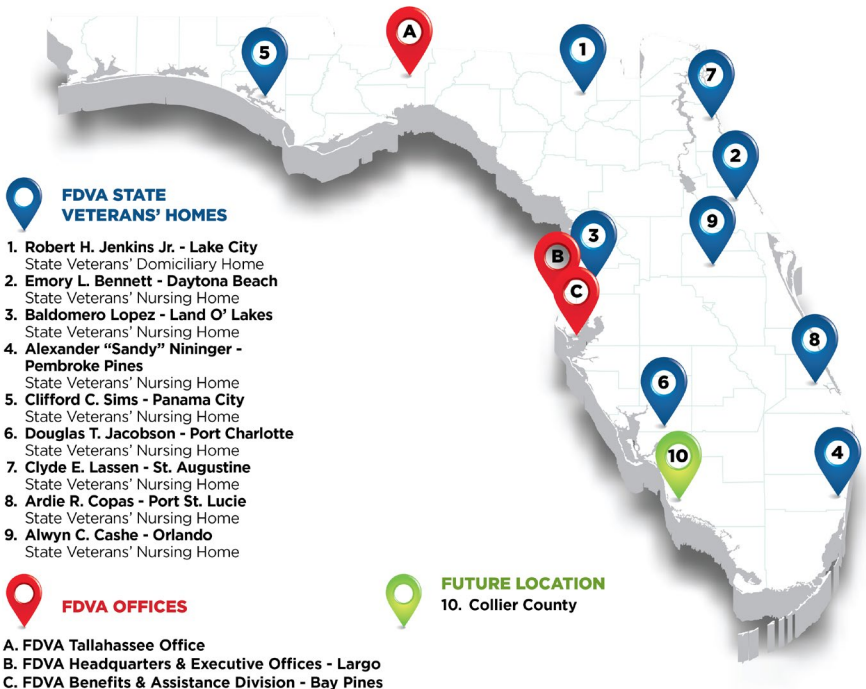 5
A
1
7
2
9
3
B
C
8
6
10
4
FDVA STATE
VETERANS' HOMES
1. Robert H. Jenkins Jr. - Lake City
State Veterans' Domiciliary Home
2. Emory L. Bennett - Daytona Beach
State Veterans' Nursing Home
3. Baldomero Lopez - Land O' Lakes
State Veterans' Nursing Home
4. Alexander “Sandy” Nininger -
Pembroke Pines
State Veterans' Nursing Home
5. Clifford C. Sims - Panama City
State Veterans' Nursing Home
6. Douglas T. Jacobson - Port Charlotte
State Veterans' Nursing Home
7. Clyde E. Lassen - St. Augustine
State Veterans' Nursing Home
8. Ardie R. Copas - Port St. Lucie
State Veterans' Nursing Home
9. Alwyn C. Cashe - Orlando
State Veterans' Nursing Home
FDVA OFFICES
A. FDVA Tallahassee Office
B. FDVA Headquarters & Executive Offices - Largo
C. FDVA Benefits & Assistance Division - Bay Pines
FUTURE LOCATION
10. Collier County